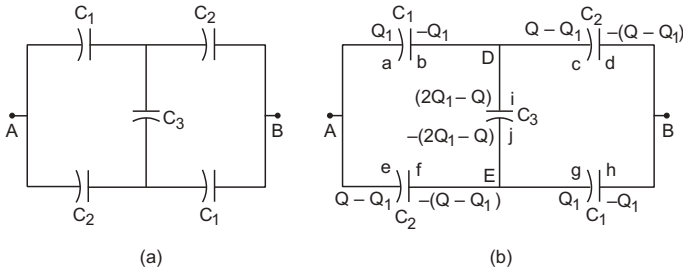 C1 C2
A C3 B
C2 C1
(a)
C1 C2
Q1 –Q1 Q – Q1 –(Q – Q1)
a b D c d
(2Q1 – Q) i
A C3 B
–(2Q1 – Q) j
e f E g h
Q – Q1 –(Q – Q1) Q1 –Q1
C2 C1
(b)